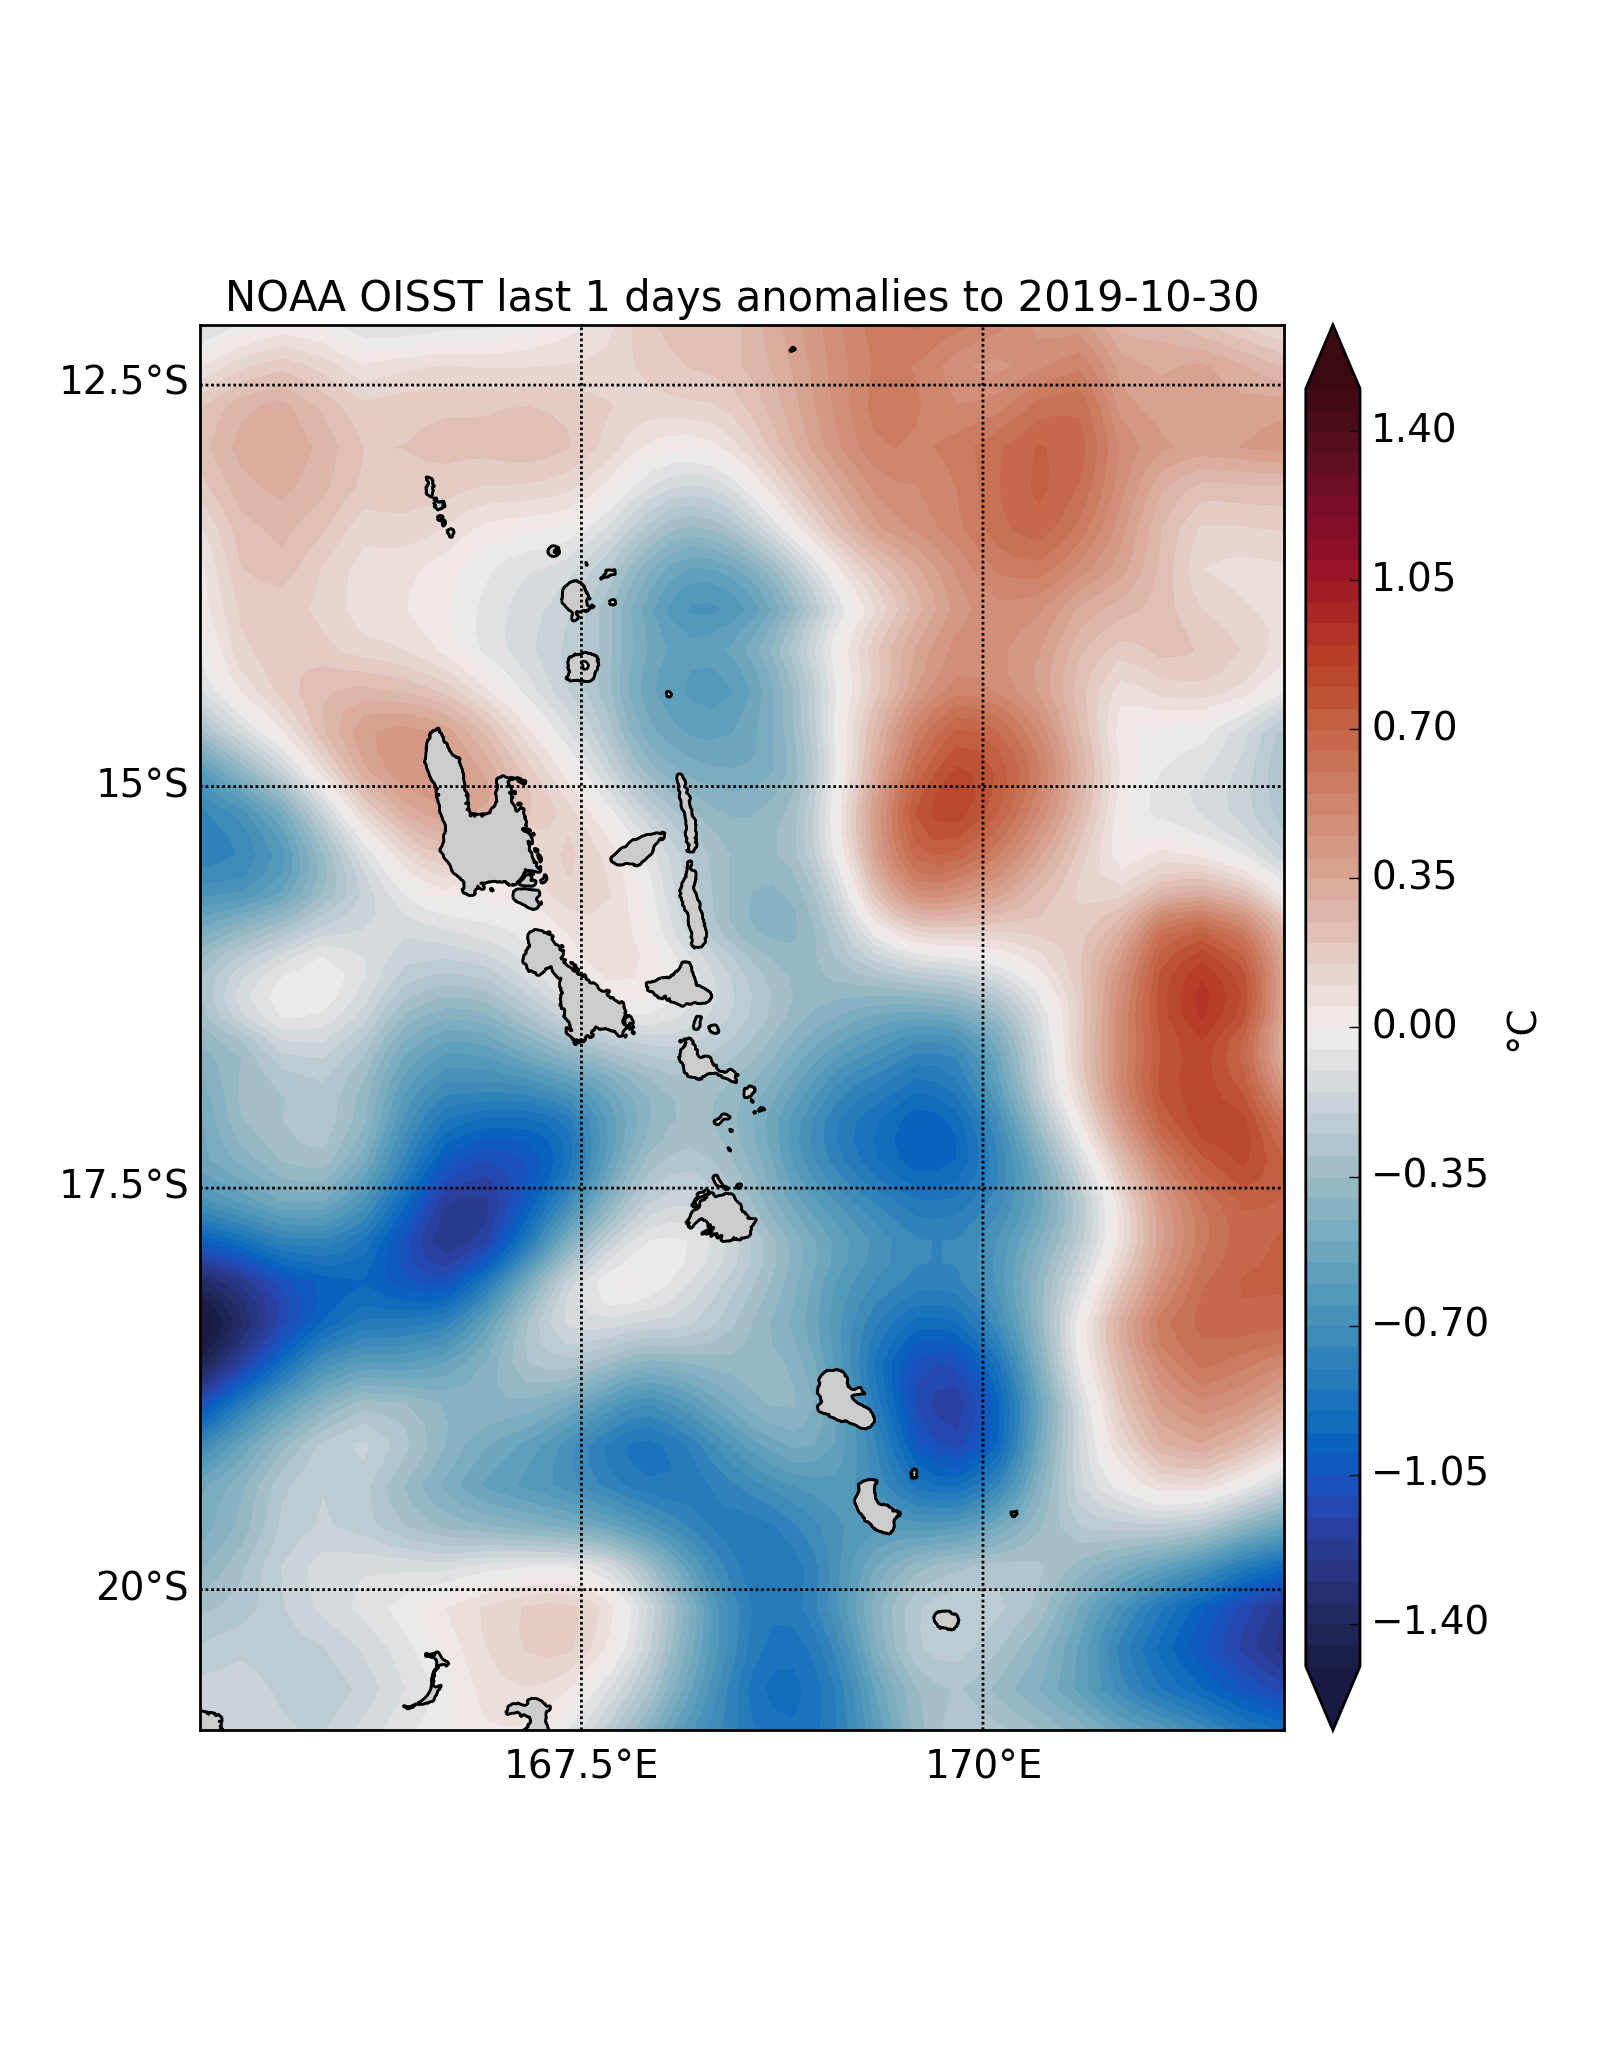 NOAA OISST last 1 days anomalies to 2019-10-30
12.5°S
15°S
17.5°S
20°S
167.5°E
170°E
1.40
1.05
0.70
0.35
0.00
−0.35
−0.70
−1.05
−1.40
°C